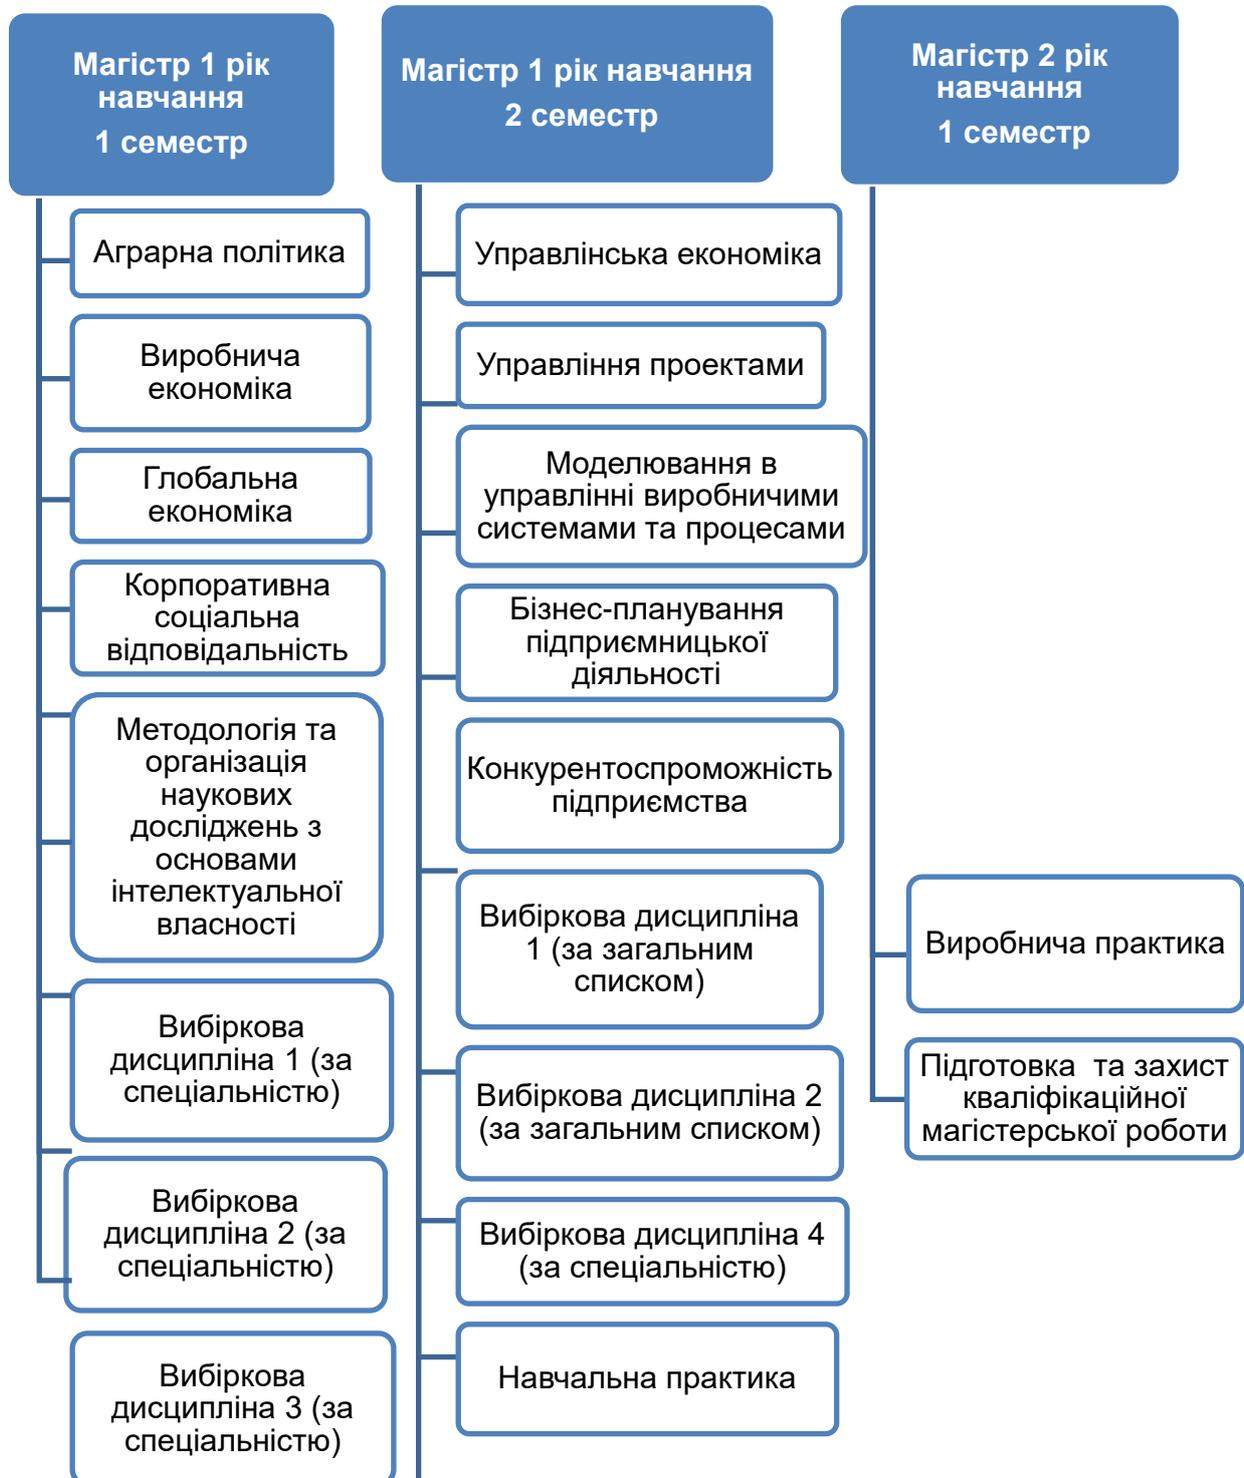 Магістр 1 рік
навчання
1 семестр
Аграрна політика
Виробнича
економіка
Глобальна
економіка
Корпоративна
соціальна
відповідальність
Методологія та
організація
наукових
досліджень з
основами
інтелектуальної
власності
Вибіркова
дисципліна 1 (за
спеціальністю)
Вибіркова
дисципліна 2 (за
спеціальністю)
Вибіркова
дисципліна 3 (за
спеціальністю)
Магістр 1 рік навчання
2 семестр
Управлінська економіка
Управління проектами
Моделювання в
управлінні виробничими
системами та процесами
Бізнес-планування
підприємницької
діяльності
Конкурентоспроможність
підприємства
Вибіркова дисципліна
1 (за загальним
списком)
Вибіркова дисципліна 2
(за загальним списком)
Вибіркова дисципліна 4
(за спеціальністю)
Навчальна практика
Магістр 2 рік
навчання
1 семестр
Виробнича практика
Підготовка  та захист
кваліфікаційної
магістерської роботи